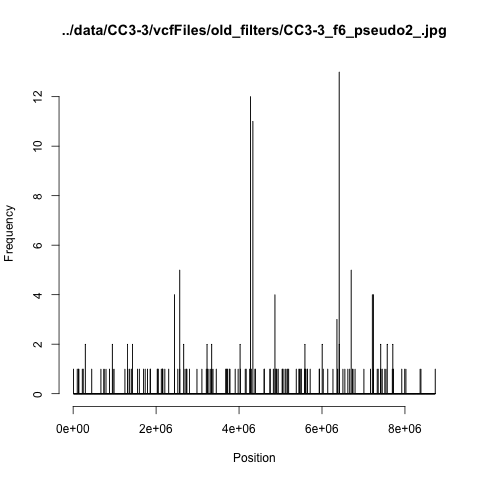 ../data/CC3-3/vcfFiles/old_filters/CC3-3_f6_pseudo2_.jpg
Frequency
12
10
8
6
4
2
0
0e+00 2e+06 4e+06 6e+06 8e+06
Position